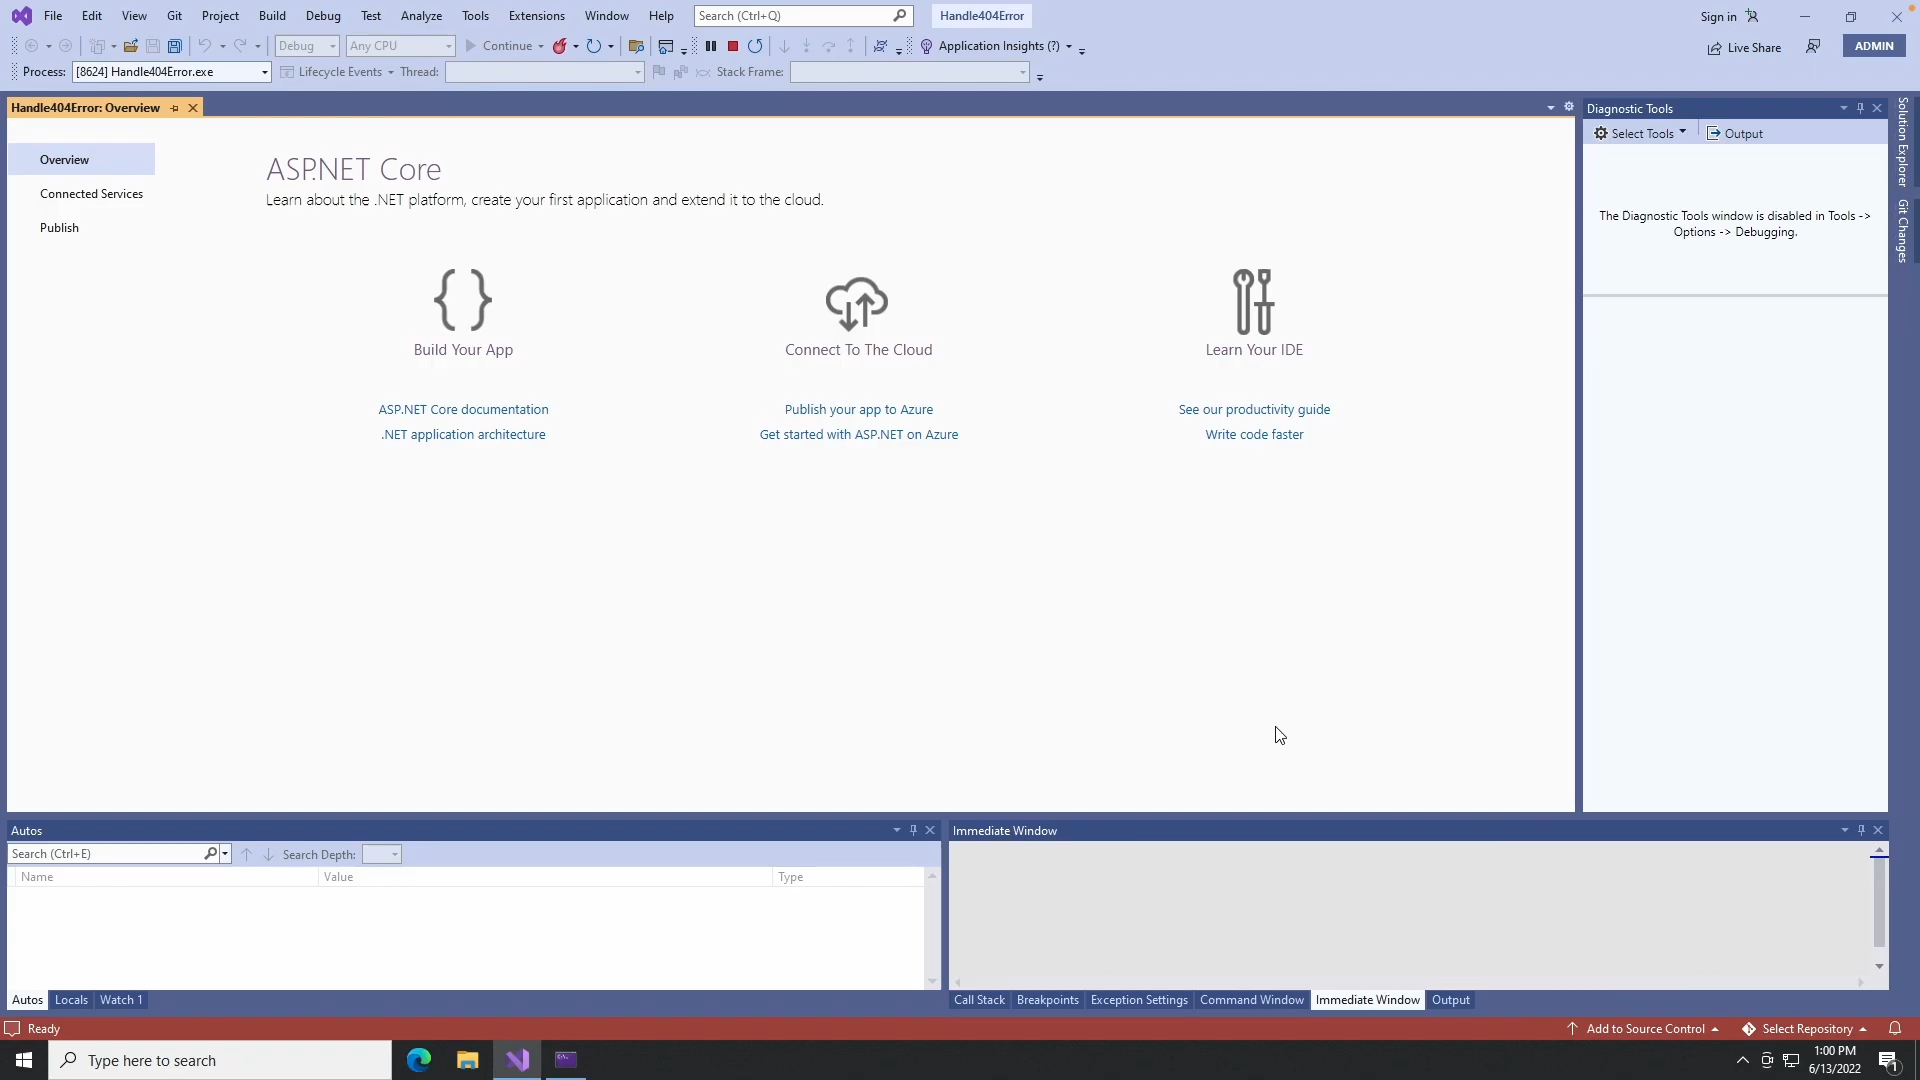 File Edit View Git Project Build Debug Test Analyze Tools Extensions Window Help Search (Ctrl+Q) Handle404Error Sign in
Debug Any CPU Continue Application Insights (?) Live Share ADMIN
Process: [8624] Handle404Error.exe Lifecycle Events Thread: Stack Frame:
Handle404Error: Overview
Diagnostic Tools
Select Tools Output
Solution Explorer
Git Changes
Overview
Connected Services
Publish
ASP.NET Core
Learn about the .NET platform, create your first application and extend it to the cloud.
The Diagnostic Tools window is disabled in Tools ->
Options -> Debugging.
{ }
Build Your App
Connect To The Cloud
Learn Your IDE
ASP.NET Core documentation
.NET application architecture
Publish your app to Azure
Get started with ASP.NET on Azure
See our productivity guide
Write code faster
Autos
Search (Ctrl+E) Search Depth:
Name Value Type
Autos Locals Watch 1
Immediate Window
Call Stack Breakpoints Exception Settings Command Window Immediate Window Output
Ready Add to Source Control Select Repository
Type here to search
1:00 PM
6/13/2022
1